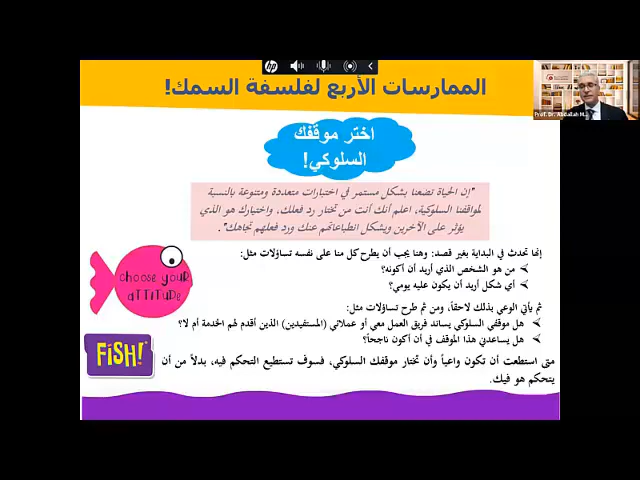 الممارسات الأربع لفلسفة السمك!
Prof. Dr. Abdallah M.
اختر موقفك
السلوكي!
"إن الحياة تضعنا بشكل مستمر في اختبارات متعددة ومتنوعة بالنسبة
لمواقفنا السلوكية، اعلم أنك أنت من تختار رد فعلك، واختيارك هو الذي
يؤثر على الآخرين ويشكل انطباعاتهم عنك ورد فعلهم تجاهك".
إنها تحدث في البداية بغير قصد: وهنا يجب أن يطرح كل منا على نفسه تساؤلات مثل:
من هو الشخص الذي أريد أن أكونه؟
أي شكل أريد أن يكون عليه يومي؟
choose your
ATTITUDE
ثم يأتي الوعي بذلك لاحقاً، ومن ثم طرح تساؤلات مثل:
هل موقفي السلوكي يساند فريق العمل معي أو عملائي (المستفيدين) الذين أقدم لهم الخدمة أم لا؟
هل يساعدني هذا الموقف في أن أكون ناجحاً؟
FISH!
متى استطعت أن تكون واعياً وأن تختار موقفك السلوكي، فسوف تستطيع التحكم فيه، بدلاً من أن
يتحكم هو فيك.